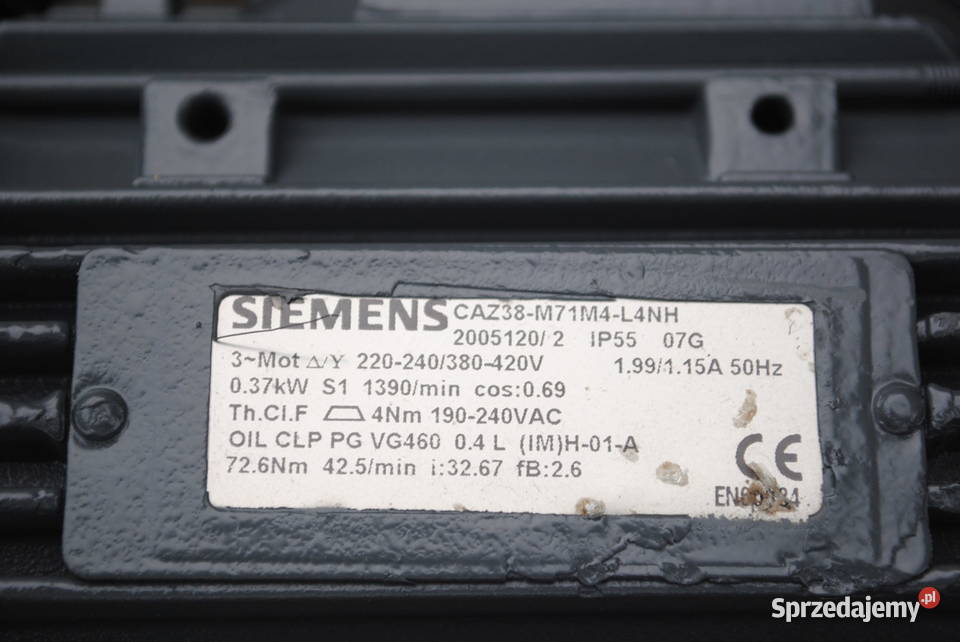 SIEMENS CAZ38-M71M4-L4NH
2005120/2 IP55 07G
3~Mot △/Y 220-240/380-420V 1.99/1.15A 50Hz
0.37kW S1 1390/min cos:0.69
Th.Cl.F 4Nm 190-240VAC
OIL CLP PG VG460 0.4 L (IM)H-01-A
72.6Nm 42.5/min i:32.67 fB:2.6
CE
Sprzedajemy.pl